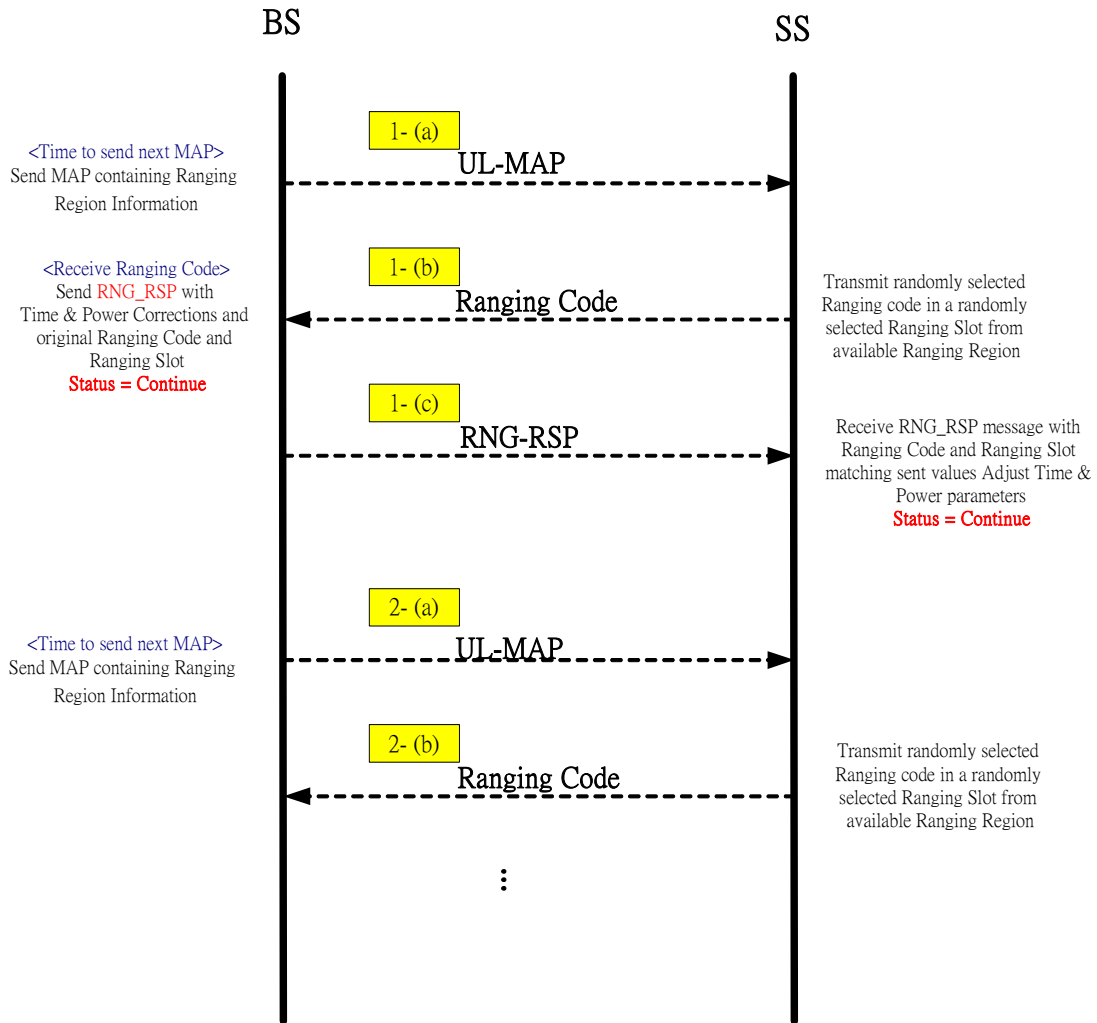 BS
SS
1- (a)
UL-MAP
<Time to send next MAP>
Send MAP containing Ranging
Region Information
1- (b)
Ranging Code
<Receive Ranging Code>
Send RNG_RSP with
Time & Power Corrections and
original Ranging Code and
Ranging Slot
Status = Continue
Transmit randomly selected
Ranging code in a randomly
selected Ranging Slot from
available Ranging Region
1- (c)
RNG-RSP
Receive RNG_RSP message with
Ranging Code and Ranging Slot
matching sent values Adjust Time &
Power parameters
Status = Continue
2- (a)
UL-MAP
<Time to send next MAP>
Send MAP containing Ranging
Region Information
2- (b)
Ranging Code
Transmit randomly selected
Ranging code in a randomly
selected Ranging Slot from
available Ranging Region
...